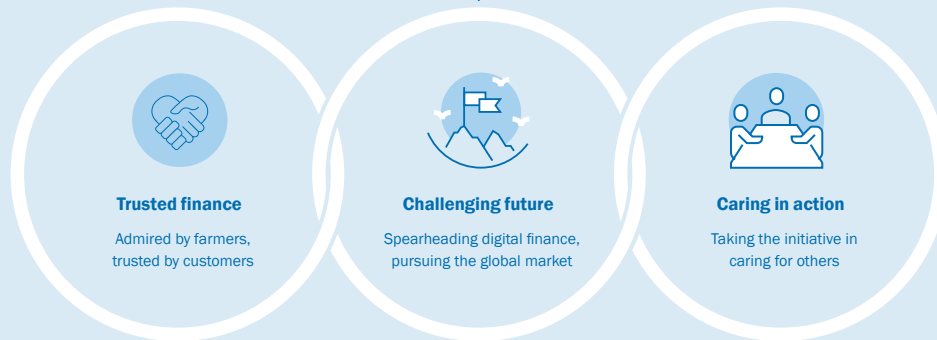 Trusted finance
Admired by farmers,
trusted by customers
Challenging future
Spearheading digital finance,
pursuing the global market
Caring in action
Taking the initiative in
caring for others